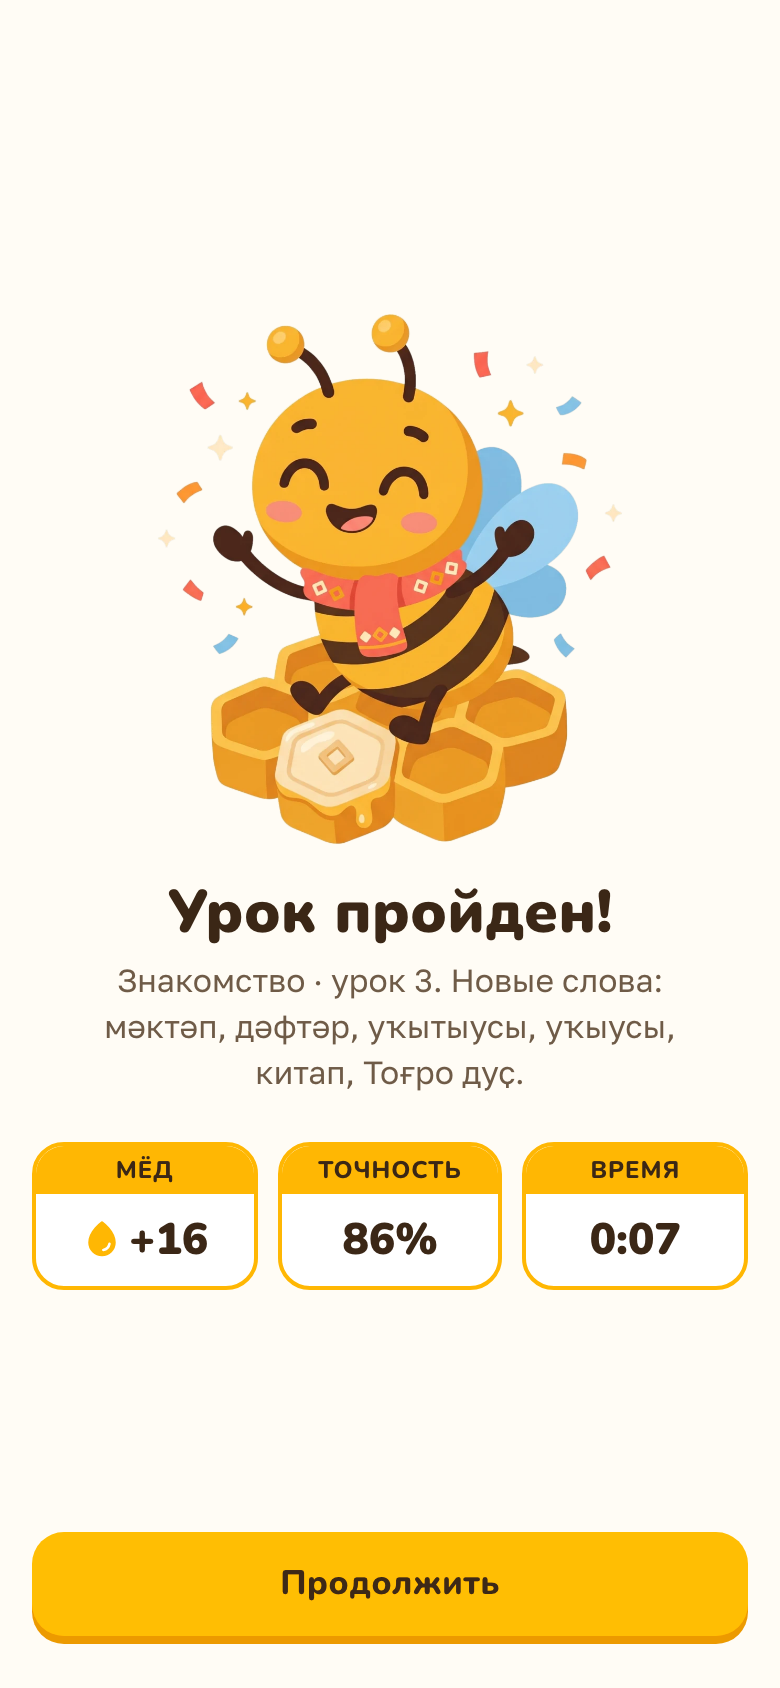 Урок пройден!
Знакомство · урок 3. Новые слова:
мәктәп, дәфтәр, уҡытыусы, уҡыусы,
китап, Тоғро дуҫ.
МЁД
ТОЧНОСТЬ
ВРЕМЯ
+16
86%
0:07
Продолжить